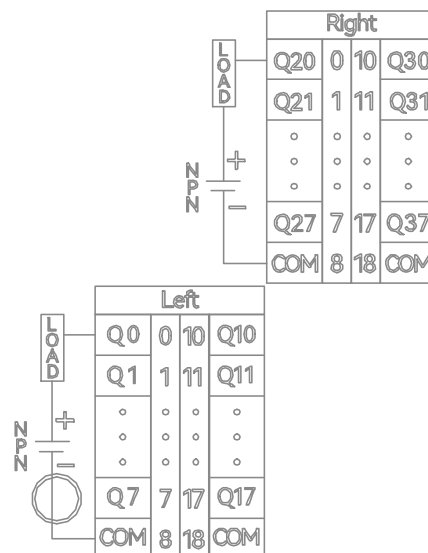 Right
LOAD
Q20 0 10 Q30
Q21 1 11 Q31
+
NPN
−
Q27 7 17 Q37
COM 8 18 COM
Left
LOAD
Q0 0 10 Q10
Q1 1 11 Q11
+
NPN
−
Q7 7 17 Q17
COM 8 18 COM